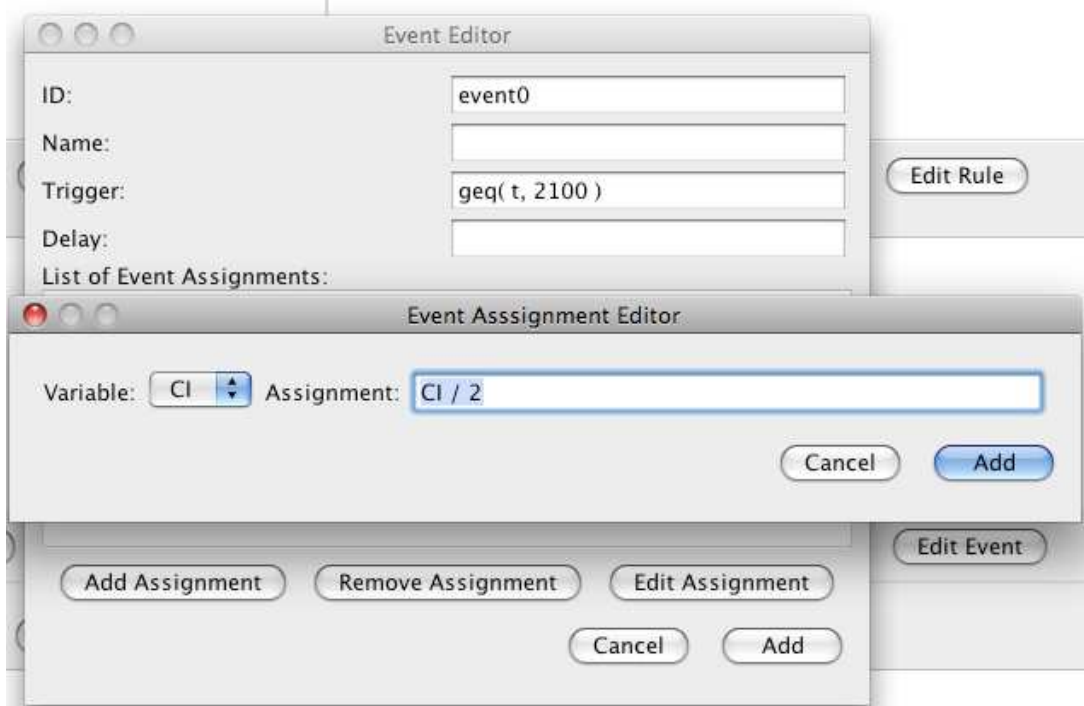 Event Editor
ID: event0
Name:
Trigger: geq( t, 2100 )
Edit Rule
Delay:
List of Event Assignments:
Event Asssignment Editor
Variable: CI Assignment: CI / 2
Cancel Add
Edit Event
Add Assignment Remove Assignment Edit Assignment
Cancel Add